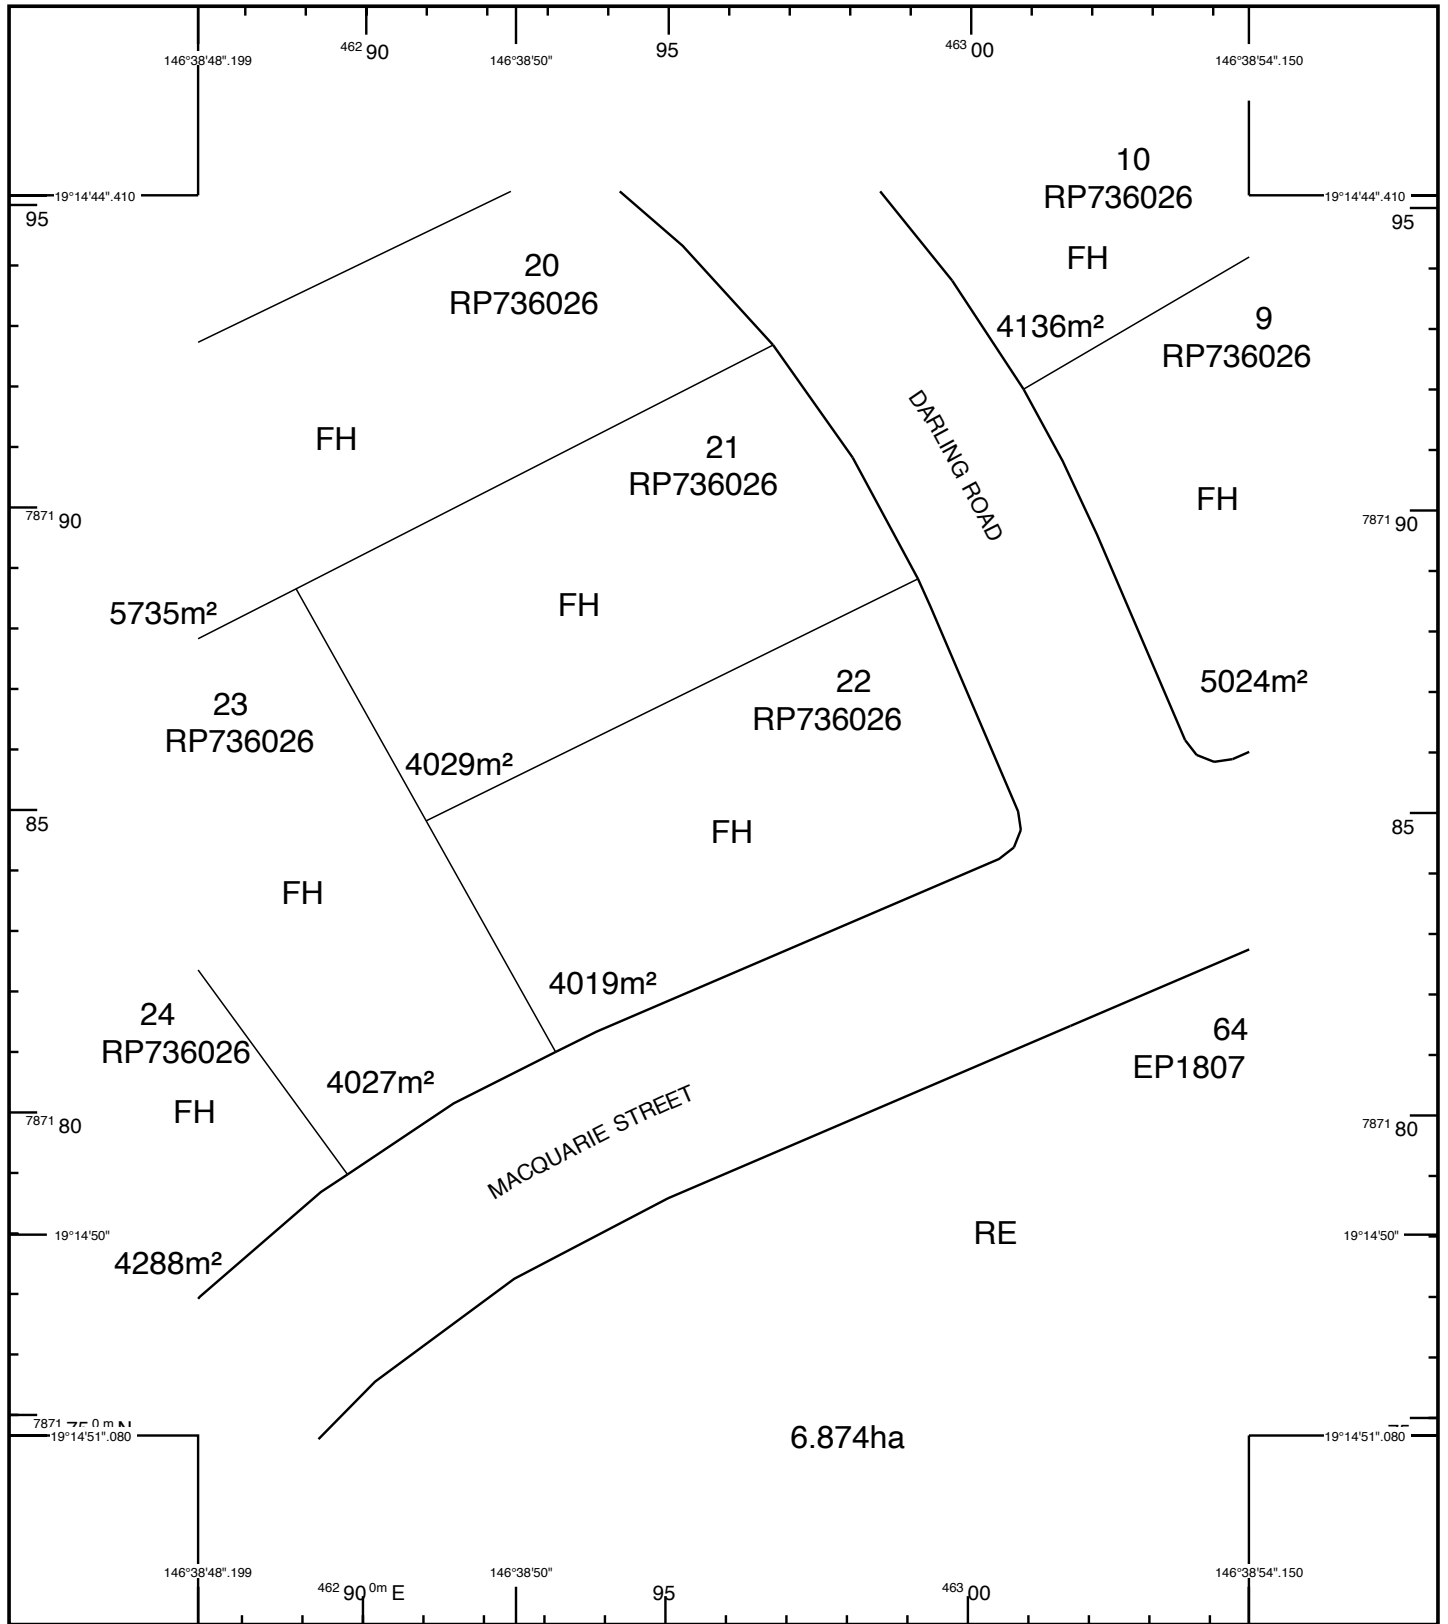 462 90
95
463 00
146°38'48".199
146°38'50"
146°38'54".150
19°14'44".410
19°14'44".410
95
95
10
RP736026
FH
4136m²
20
RP736026
FH
5735m²
9
RP736026
FH
5024m²
DARLING ROAD
21
RP736026
FH
4029m²
7871 90
7871 90
22
RP736026
FH
4019m²
23
RP736026
FH
4027m²
85
85
24
RP736026
FH
4288m²
MACQUARIE STREET
64
EP1807
RE
6.874ha
7871 80
7871 80
19°14'50"
19°14'50"
7871 75 0 m N
19°14'51".080
19°14'51".080
146°38'48".199
146°38'50"
146°38'54".150
462 90 0m E
95
463 00